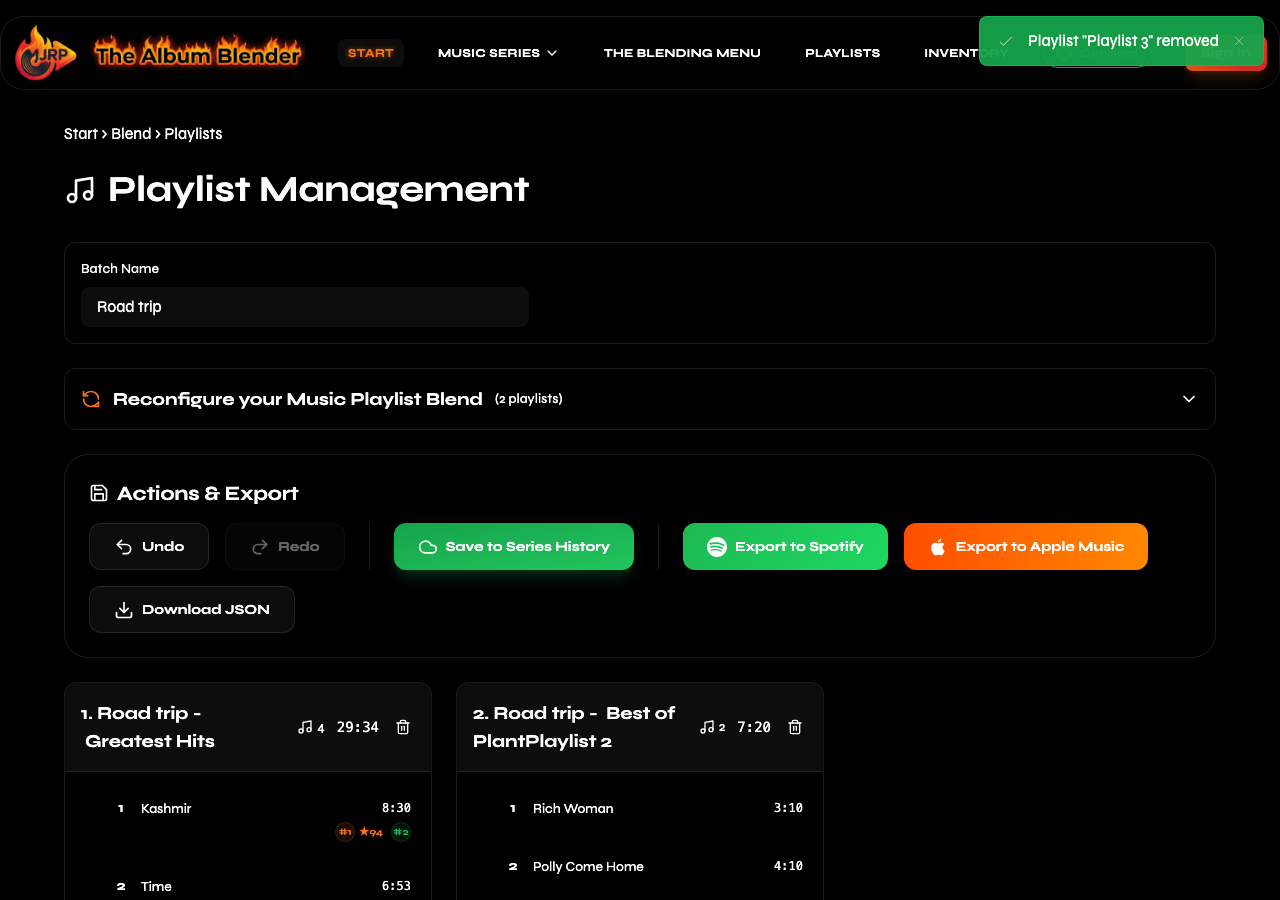 JRP The Album Blender START MUSIC SERIES THE BLENDING MENU PLAYLISTS INVENTORY
Playlist "Playlist 3" removed
Start > Blend > Playlists
Playlist Management
Batch Name
Road trip
Reconfigure your Music Playlist Blend (2 playlists)
Actions & Export
Undo Redo Save to Series History Export to Spotify Export to Apple Music
Download JSON
1. Road trip -
Greatest Hits
4 29:34
2. Road trip - Best of
PlantPlaylist 2
2 7:20
1 Kashmir 8:30
#1 ★94 #2
2 Time 6:53
1 Rich Woman 3:10
2 Polly Come Home 4:10